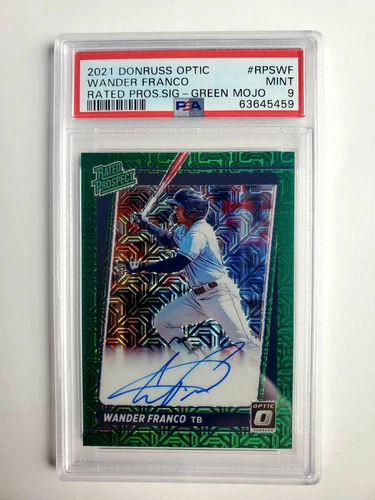 2021 DONRUSS OPTIC #RPSWF
WANDER FRANCO MINT
RATED PROS.SIG-GREEN MOJO 9
PSA 63645459
RATED
PROSPECT
WANDER FRANCO TB
OPTIC